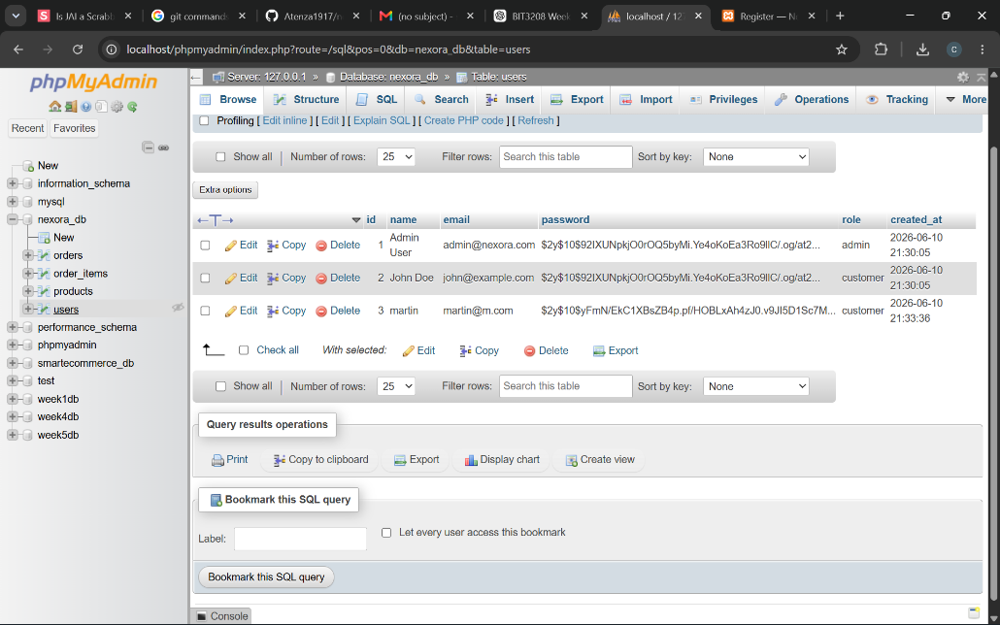 Is JAI a Scrabl
git command
Atenza1917/n
(no subject) -
BIT3208 Week
localhost / 127
Register — N
localhost/phpmyadmin/index.php?route=/sql&pos=0&db=nexora_db&table=users
C
phpMyAdmin
Recent Favorites
New
information_schema
mysql
nexora_db
New
orders
order_items
products
users
performance_schema
phpmyadmin
smartecommerce_db
test
week1db
week4db
week5db
Server: 127.0.0.1 » Database: nexora_db » Table: users
Browse Structure SQL Search Insert Export Import Privileges Operations Tracking More
Profiling [ Edit inline ] [ Edit ] [ Explain SQL ] [ Create PHP code ] [ Refresh ]
Show all Number of rows: 25 Filter rows: Search this table Sort by key: None
Extra options
id name email password role created_at
Edit Copy Delete 1 Admin User admin@nexora.com $2y$10$92IXUNpkjO0rOQ5byMi.Ye4oKoEa3Ro9llC/.og/at2... admin 2026-06-10 21:30:05
Edit Copy Delete 2 John Doe john@example.com $2y$10$92IXUNpkjO0rOQ5byMi.Ye4oKoEa3Ro9llC/.og/at2... customer 2026-06-10 21:30:05
Edit Copy Delete 3 martin martin@m.com $2y$10$yFmN/EkC1XBsZB4p.pf/HOBLxAh4zJ0.v9JI5D1Sc7M... customer 2026-06-10 21:33:36
Check all With selected: Edit Copy Delete Export
Show all Number of rows: 25 Filter rows: Search this table Sort by key: None
Query results operations
Print Copy to clipboard Export Display chart Create view
Bookmark this SQL query
Label: Let every user access this bookmark
Bookmark this SQL query
Console